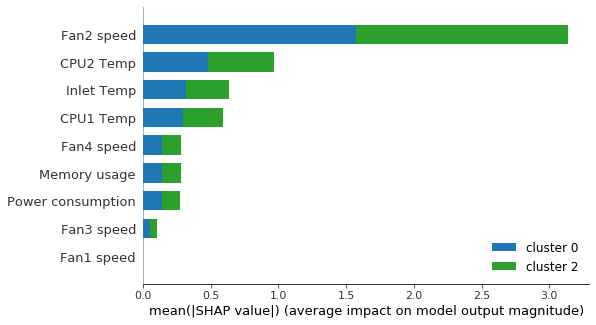 Fan2 speed
CPU2 Temp
Inlet Temp
CPU1 Temp
Fan4 speed
Memory usage
Power consumption
Fan3 speed
Fan1 speed
cluster 0
cluster 2
0.0 0.5 1.0 1.5 2.0 2.5 3.0
mean(|SHAP value|) (average impact on model output magnitude)